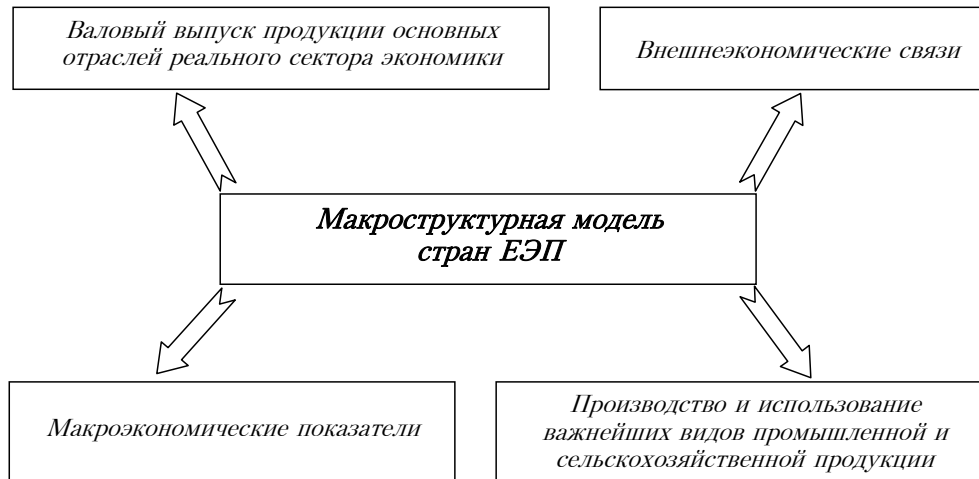 Валовый выпуск продукции основных
отраслей реального сектора экономики
Внешнеэкономические связи
Макроструктурная модель
стран ЕЭП
Макроэкономические показатели
Производство и использование
важнейших видов промышленной и
сельскохозяйственной продукции